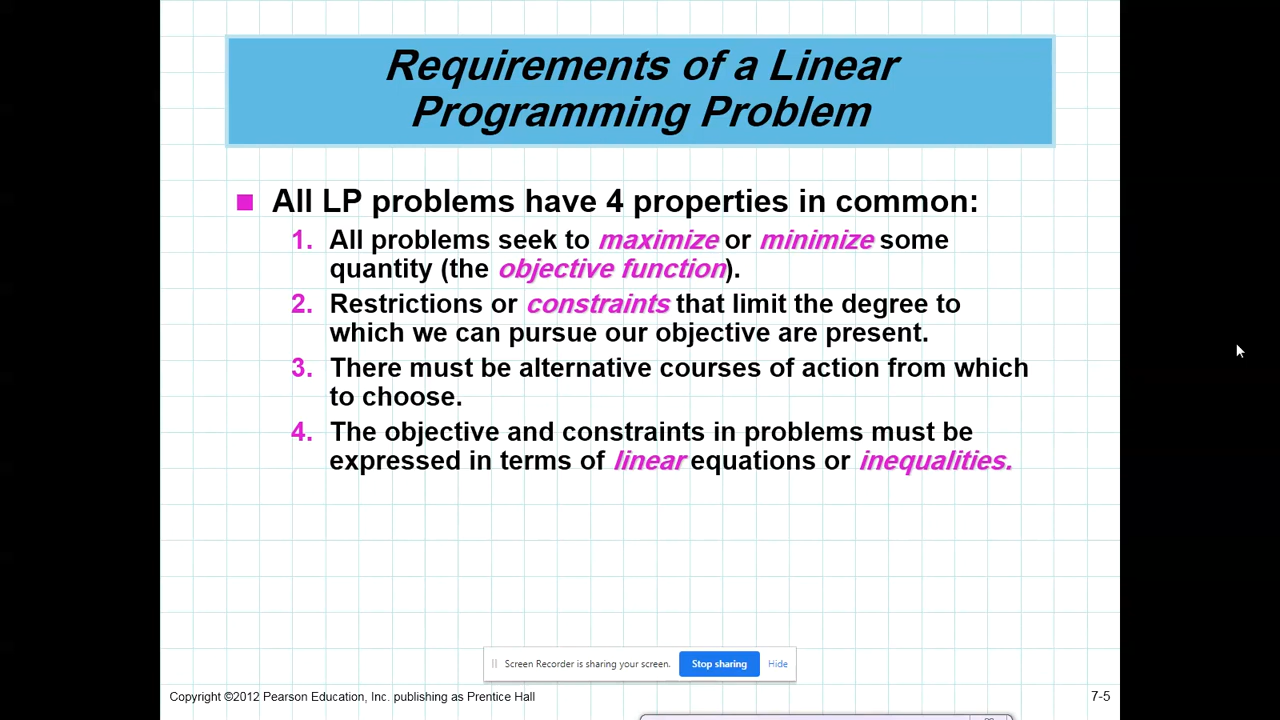 Requirements of a Linear
Programming Problem
All LP problems have 4 properties in common:
1. All problems seek to maximize or minimize some
quantity (the objective function).
2. Restrictions or constraints that limit the degree to
which we can pursue our objective are present.
3. There must be alternative courses of action from which
to choose.
4. The objective and constraints in problems must be
expressed in terms of linear equations or inequalities.
Screen Recorder is sharing your screen. Stop sharing Hide
Copyright ©2012 Pearson Education, Inc. publishing as Prentice Hall 7-5